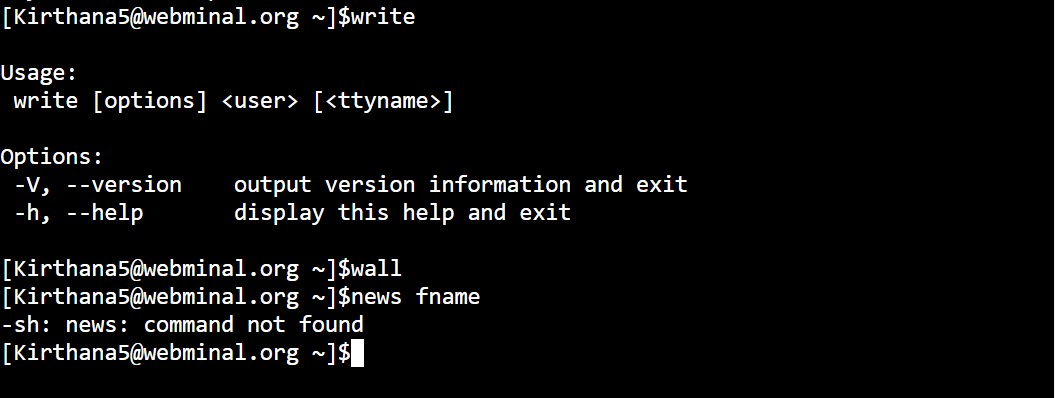 [Kirthana5@webminal.org ~]$write
Usage:
 write [options] <user> [<ttyname>]
Options:
 -V, --version    output version information and exit
 -h, --help       display this help and exit
[Kirthana5@webminal.org ~]$wall
[Kirthana5@webminal.org ~]$news fname
-sh: news: command not found
[Kirthana5@webminal.org ~]$